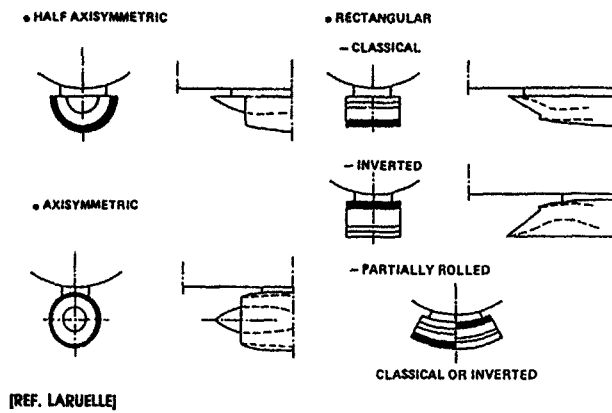 • HALF AXISYMMETRIC
• AXISYMMETRIC
[REF. LARUELLE]
• RECTANGULAR
– CLASSICAL
– INVERTED
– PARTIALLY ROLLED
CLASSICAL OR INVERTED